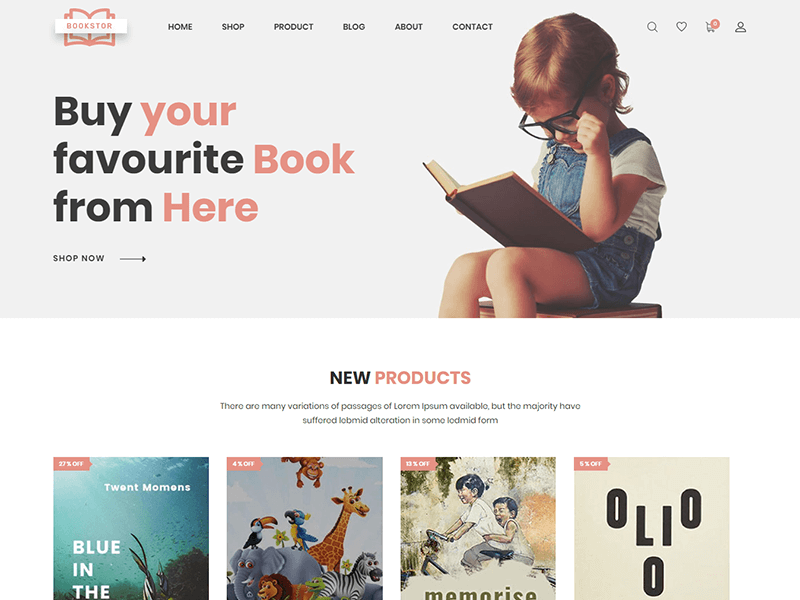 BOOKSTOR
HOME
SHOP
PRODUCT
BLOG
ABOUT
CONTACT
0
Buy your
favourite Book
from Here
SHOP NOW
NEW PRODUCTS
There are many variations of passages of Lorem Ipsum available, but the majority have
suffered lebmid alteration in some ledmid form
27% OFF
Twent Momens
BLUE
IN
THE
4% OFF
13% OFF
memorise
5% OFF
OLIO
O